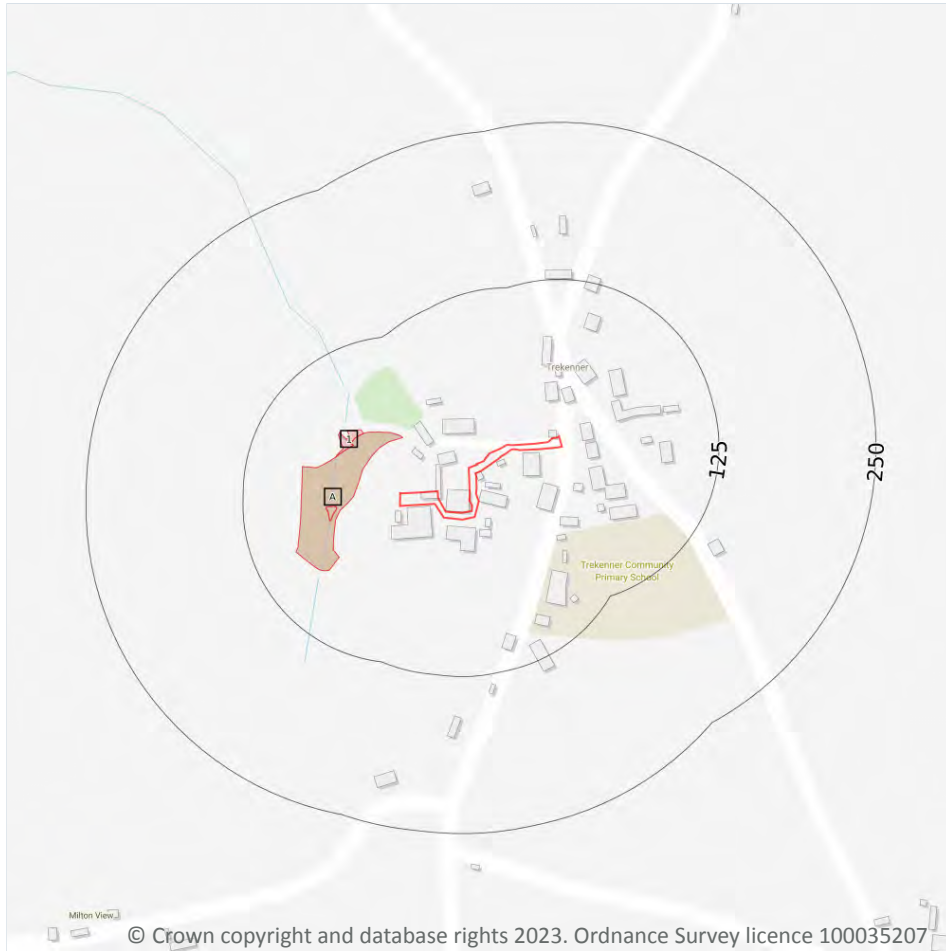 Trekenner
1
A
125
250
Trekenner Community
Primary School
Milton View
© Crown copyright and database rights 2023. Ordnance Survey licence 100035207